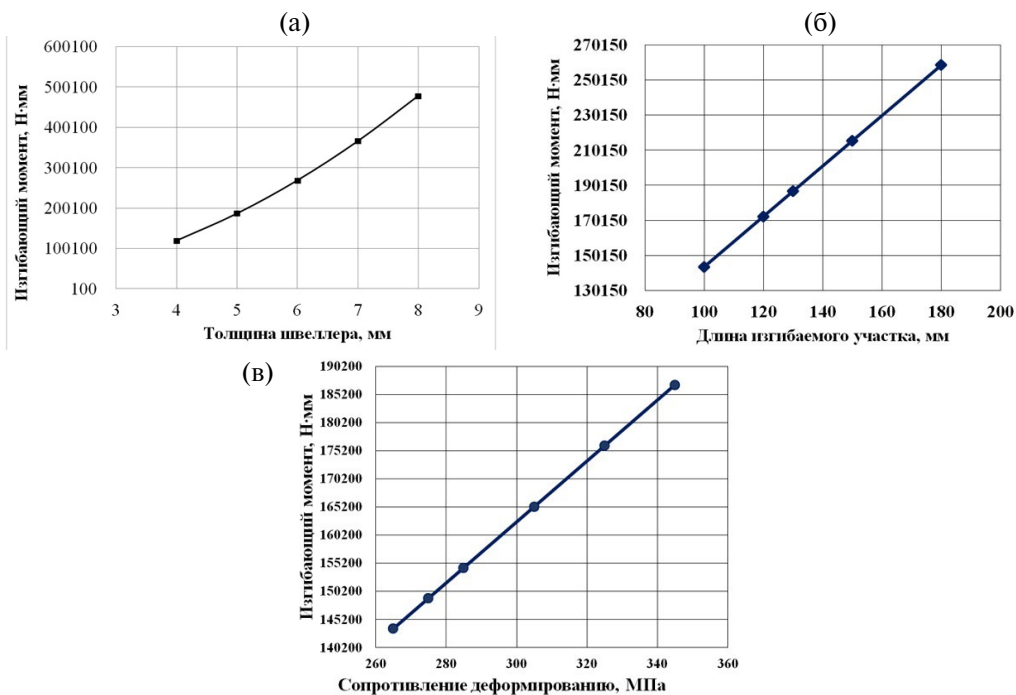 (а)
Изгибающий момент, Н·мм
600100
500100
400100
300100
200100
100100
100
3 4 5 6 7 8 9
Толщина швеллера, мм
(б)
Изгибающий момент, Н·мм
270150
250150
230150
210150
190150
170150
150150
130150
80 100 120 140 160 180 200
Длина изгибаемого участка, мм
(в)
Изгибающий момент, Н·мм
190200
185200
180200
175200
170200
165200
160200
155200
150200
145200
140200
260 280 300 320 340 360
Сопротивление деформированию, МПа